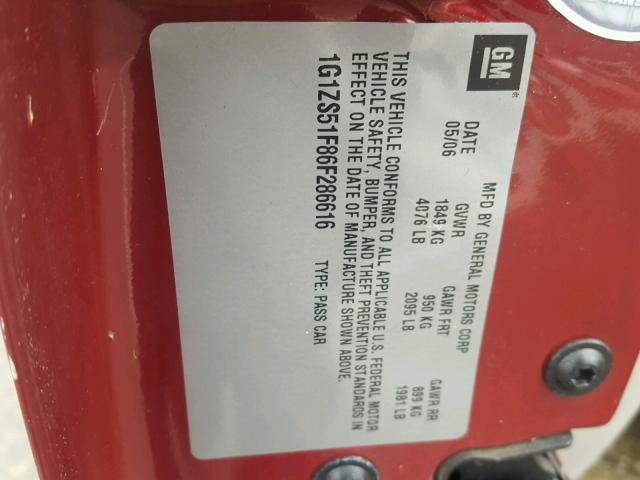 GM
MFD BY GENERAL MOTORS CORP
DATE GVWR GAWR FRT GAWR RR
05/06 1849 KG 950 KG 899 KG
4076 LB 2095 LB 1981 LB
THIS VEHICLE CONFORMS TO ALL APPLICABLE U.S. FEDERAL MOTOR
VEHICLE SAFETY, BUMPER, AND THEFT PREVENTION STANDARDS IN
EFFECT ON THE DATE OF MANUFACTURE SHOWN ABOVE.
1G1ZS51F86F286616 TYPE: PASS CAR